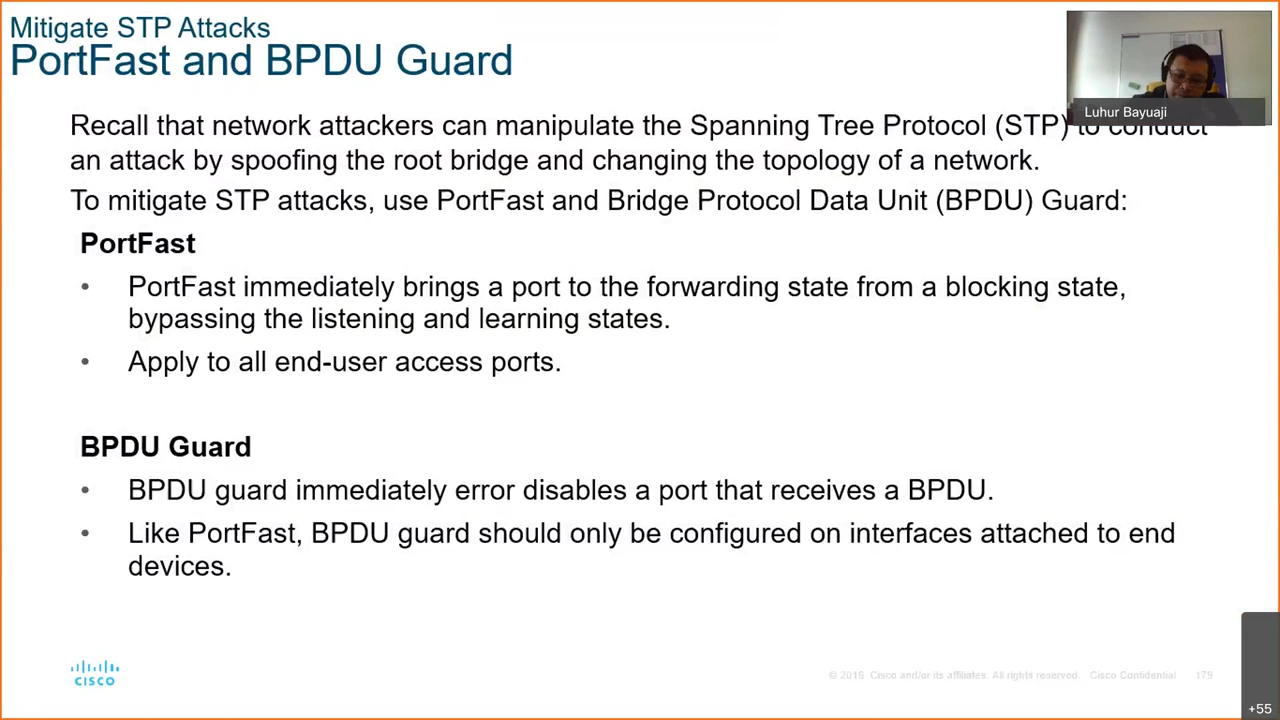 Mitigate STP Attacks
PortFast and BPDU Guard
Luhur Bayuaji
Recall that network attackers can manipulate the Spanning Tree Protocol (STP) to conduct
an attack by spoofing the root bridge and changing the topology of a network.
To mitigate STP attacks, use PortFast and Bridge Protocol Data Unit (BPDU) Guard:
PortFast
• PortFast immediately brings a port to the forwarding state from a blocking state,
bypassing the listening and learning states.
• Apply to all end-user access ports.
BPDU Guard
• BPDU guard immediately error disables a port that receives a BPDU.
• Like PortFast, BPDU guard should only be configured on interfaces attached to end
devices.
CISCO
© 2016 Cisco and/or its affiliates. All rights reserved. Cisco Confidential 179
+55